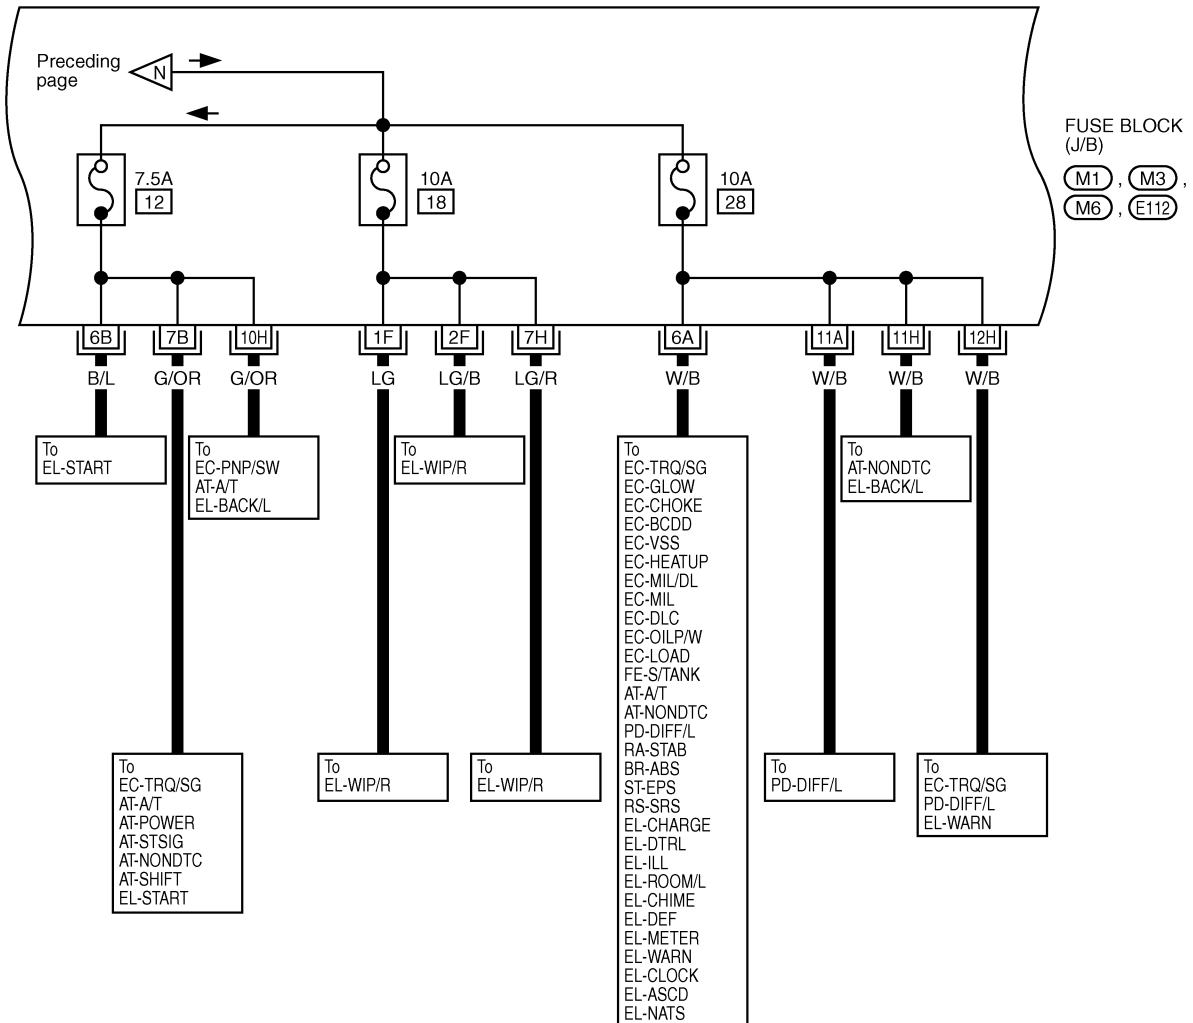 Preceding
page
N
FUSE BLOCK
(J/B)
M1 , M3 ,
M6 , E112
7.5A
12
10A
18
10A
28
6B
7B
10H
1F
2F
7H
6A
11A
11H
12H
B/L
G/OR
G/OR
LG
LG/B
LG/R
W/B
W/B
W/B
W/B
To
EL-START
To
EC-PNP/SW
AT-A/T
EL-BACK/L
To
EL-WIP/R
To
EC-TRQ/SG
EC-GLOW
EC-CHOKE
EC-BCDD
EC-VSS
EC-HEATUP
EC-MIL/DL
EC-MIL
EC-DLC
EC-OILP/W
EC-LOAD
FE-S/TANK
AT-A/T
AT-NONDTC
PD-DIFF/L
RA-STAB
BR-ABS
ST-EPS
RS-SRS
EL-CHARGE
EL-DTRL
EL-ILL
EL-ROOM/L
EL-CHIME
EL-DEF
EL-METER
EL-WARN
EL-CLOCK
EL-ASCD
EL-NATS
To
AT-NONDTC
EL-BACK/L
To
EC-TRQ/SG
AT-A/T
AT-POWER
AT-STSIG
AT-NONDTC
AT-SHIFT
EL-START
To
EL-WIP/R
To
EL-WIP/R
To
PD-DIFF/L
To
EC-TRQ/SG
PD-DIFF/L
EL-WARN